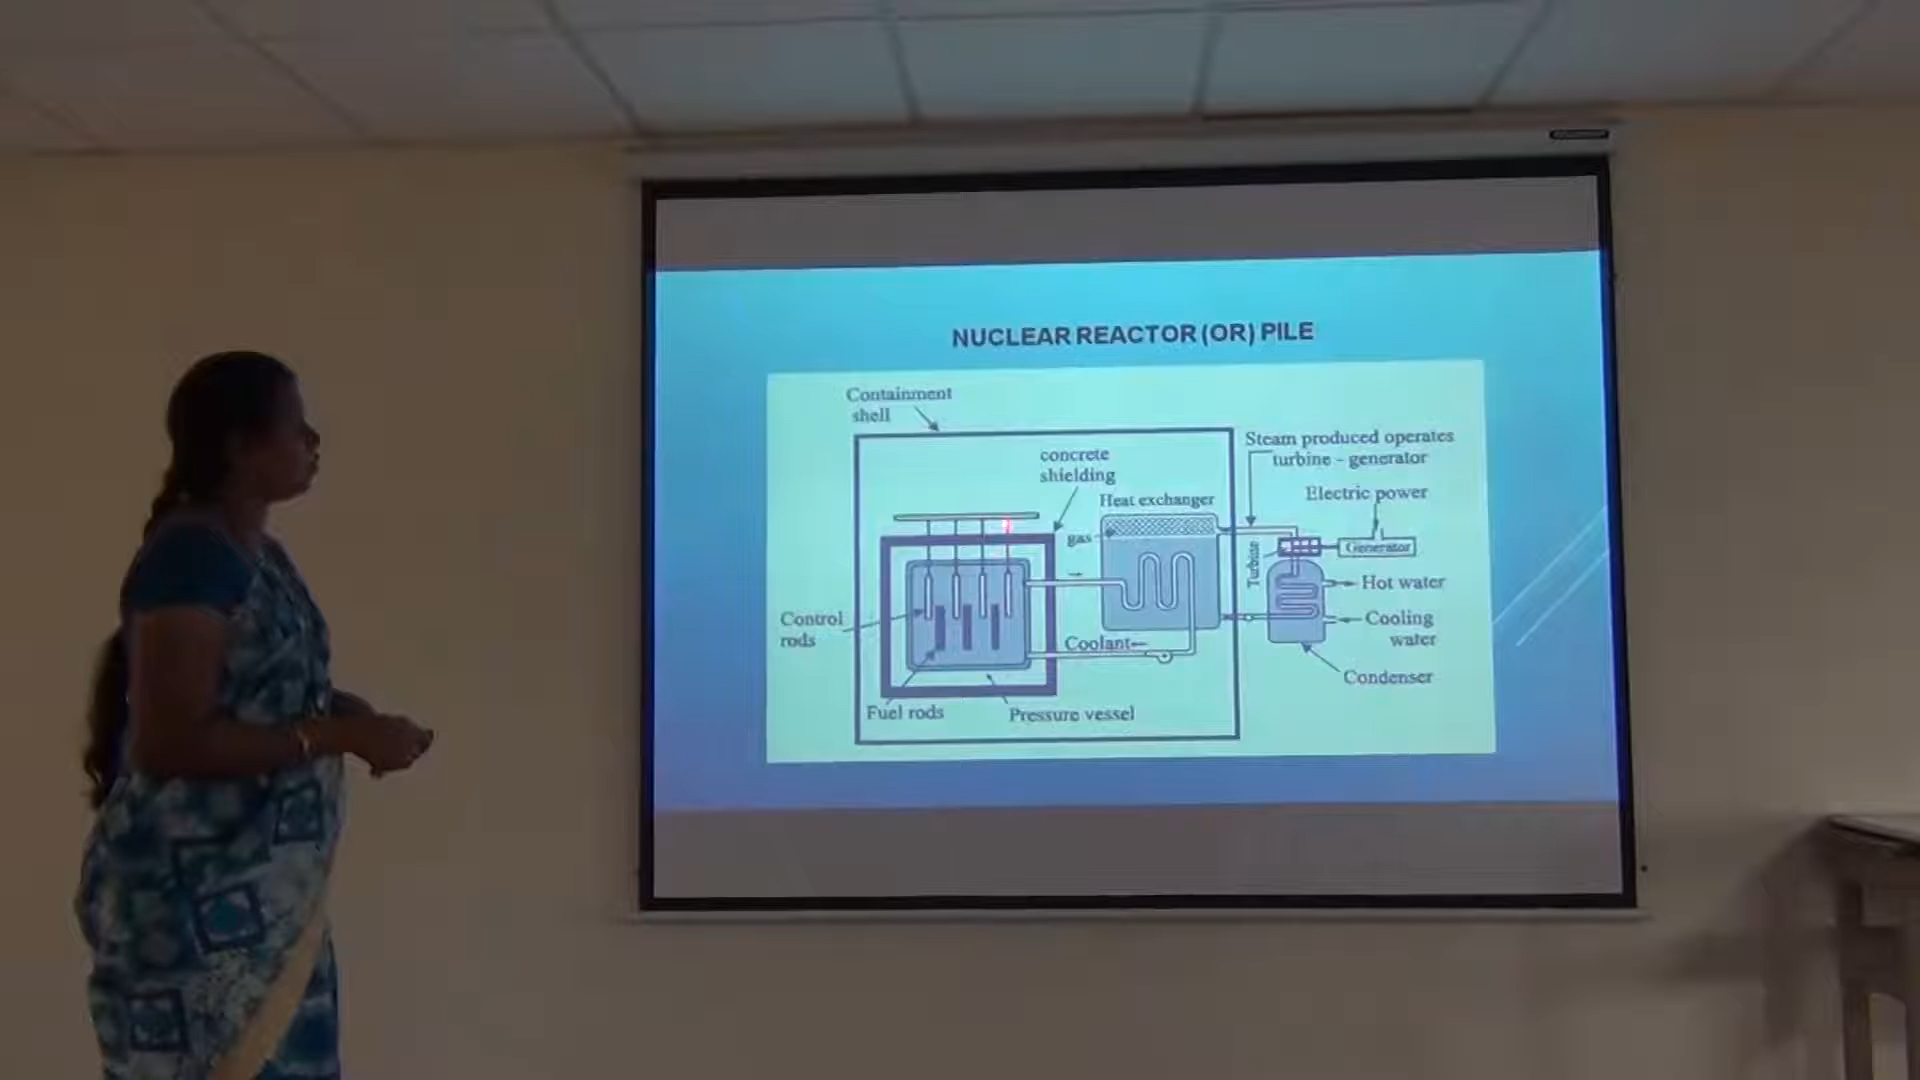 NUCLEAR REACTOR (OR) PILE
Containment
shell
concrete
shielding
Heat exchanger
gas
Steam produced operates
turbine - generator
Electric power
Turbine
Generator
Hot water
Cooling
water
Condenser
Control
rods
Coolant
Fuel rods
Pressure vessel